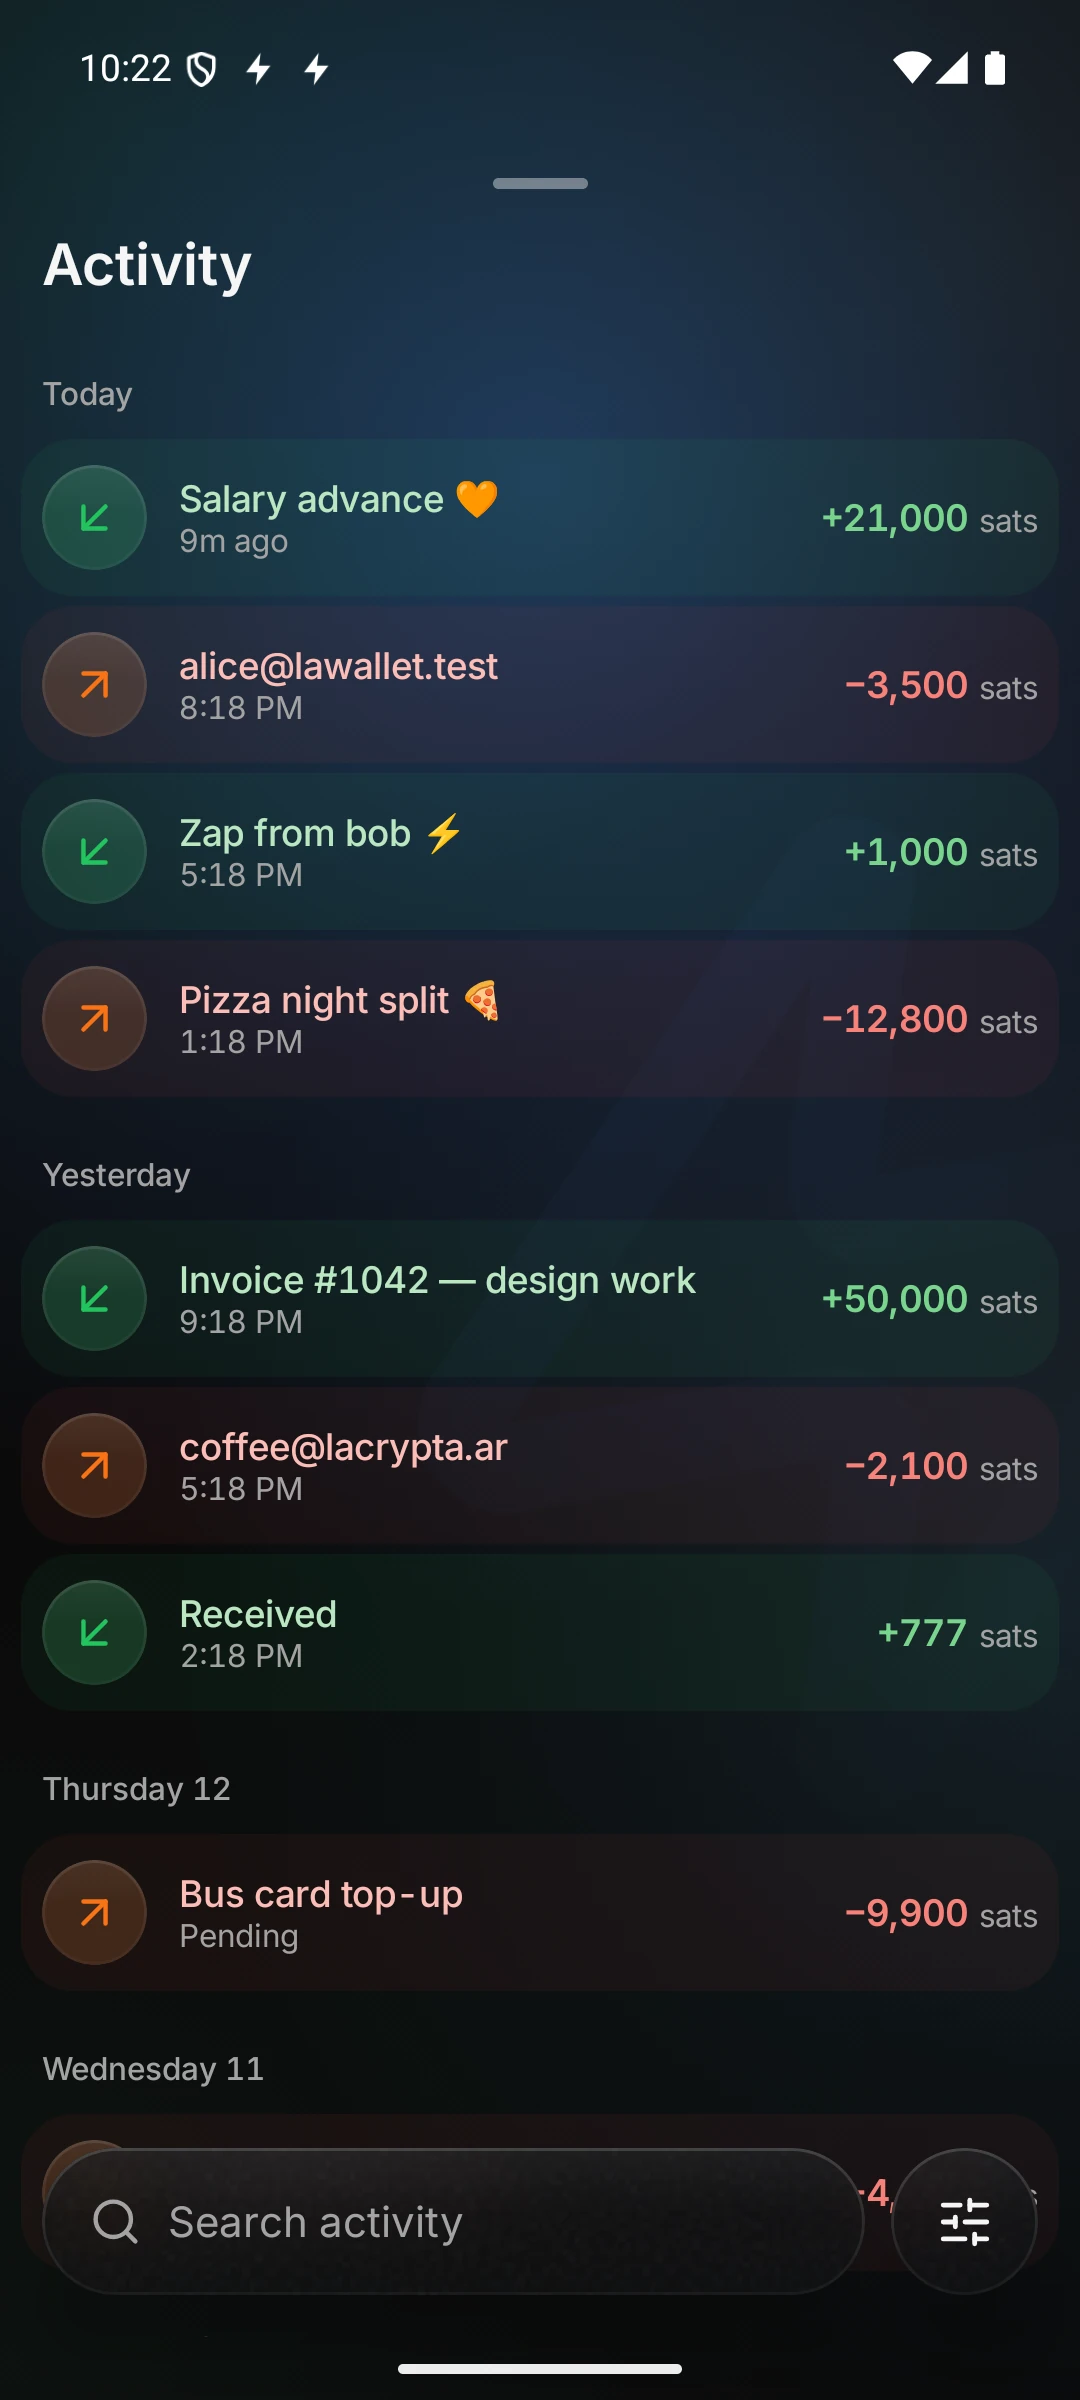 10:22
Activity
Today
Salary advance 🧡
9m ago
+21,000 sats
alice@lawallet.test
8:18 PM
−3,500 sats
Zap from bob ⚡
5:18 PM
+1,000 sats
Pizza night split 🍕
1:18 PM
−12,800 sats
Yesterday
Invoice #1042 — design work
9:18 PM
+50,000 sats
coffee@lacrypta.ar
5:18 PM
−2,100 sats
Received
2:18 PM
+777 sats
Thursday 12
Bus card top-up
Pending
−9,900 sats
Wednesday 11
Search activity